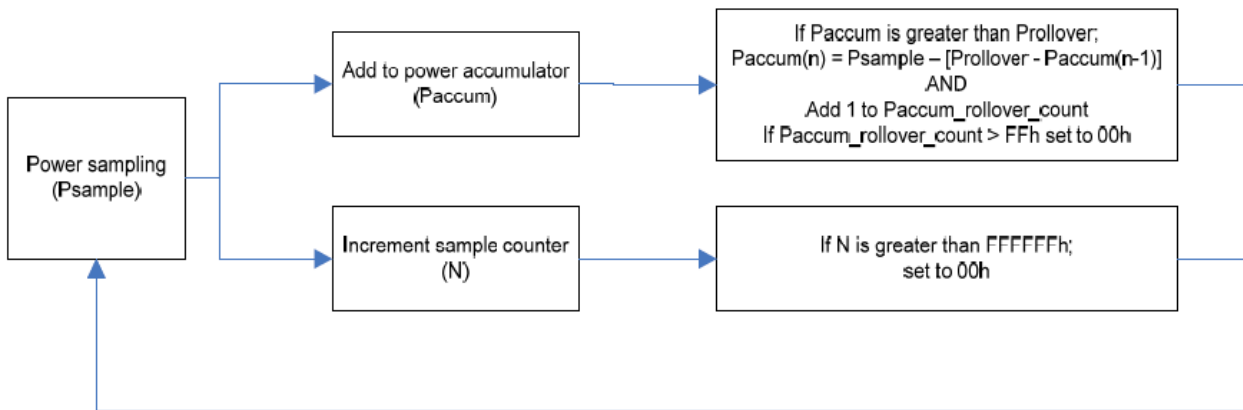 Power sampling
(Psample)
Add to power accumulator
(Paccum)
If Paccum is greater than Prollover;
Paccum(n) = Psample – [Prollover - Paccum(n-1)]
AND
Add 1 to Paccum_rollover_count
If Paccum_rollover_count > FFh set to 00h
Increment sample counter
(N)
If N is greater than FFFFFFh;
set to 00h